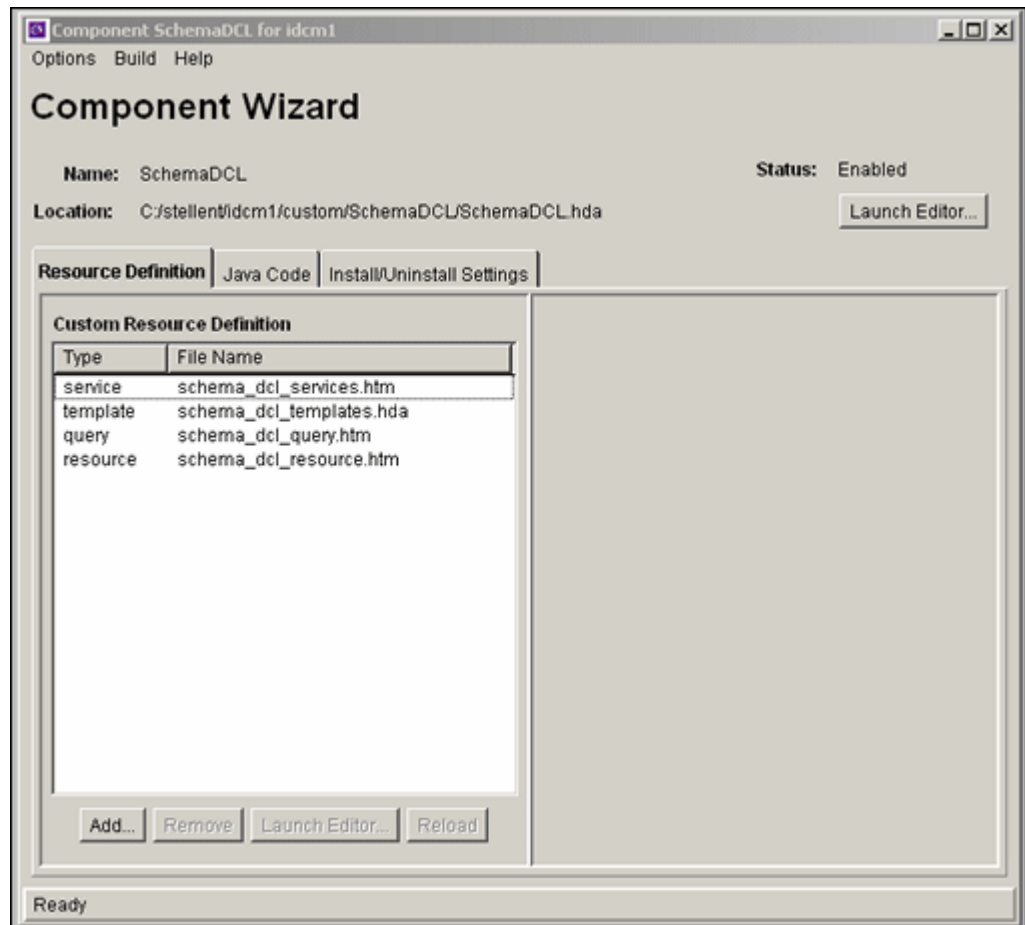 Component SchemaDCL for idcm1
Options Build Help
Component Wizard
Name: SchemaDCL Status: Enabled
Location: C:/stellent/idcm1/custom/SchemaDCL/SchemaDCL.hda Launch Editor...
Resource Definition Java Code Install/Uninstall Settings
Custom Resource Definition
Type File Name
service schema_dcl_services.htm
template schema_dcl_templates.hda
query schema_dcl_query.htm
resource schema_dcl_resource.htm
Add... Remove Launch Editor... Reload
Ready